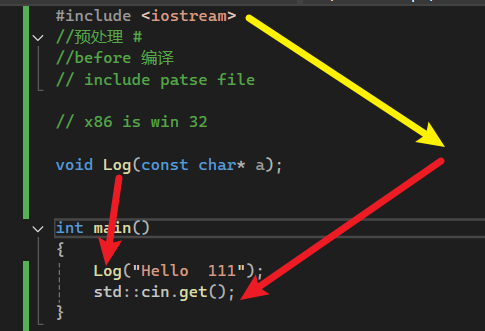 #include <iostream>
//预处理 #
//before 编译
// include patse file
// x86 is win 32
void Log(const char* a);
int main()
{
Log("Hello  111");
std::cin.get();
}